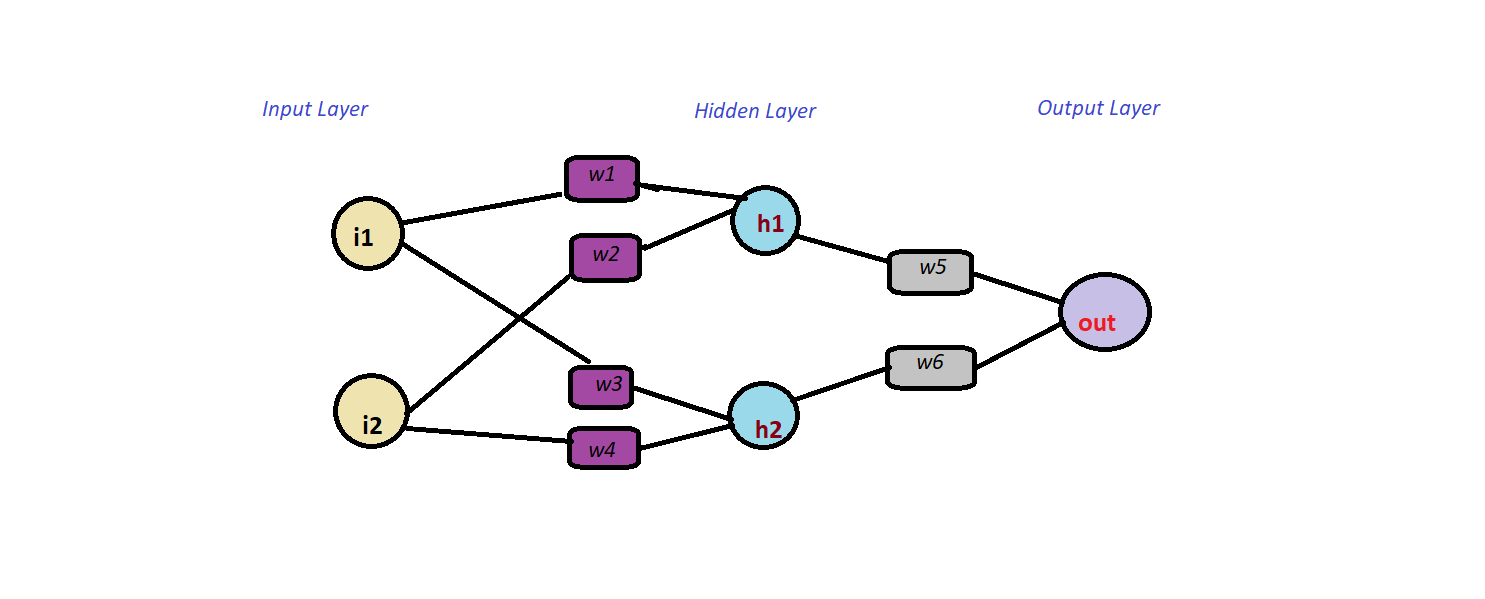 Input Layer
Hidden Layer
Output Layer
w1
w2
i1
h1
w5
out
w3
w6
i2
h2
w4